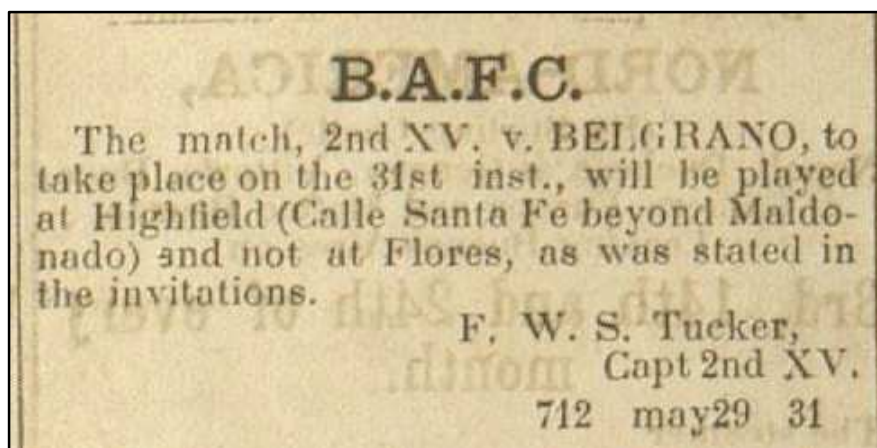 B.A.F.C.
The match, 2nd XV. v. BELGRANO, to
take place on the 31st inst., will be played
at Highfield (Calle Santa Fe beyond Maldo-
nado) and not at Flores, as was stated in
the invitations.
F. W. S. Tucker,
Capt 2nd XV.
712 may29 31